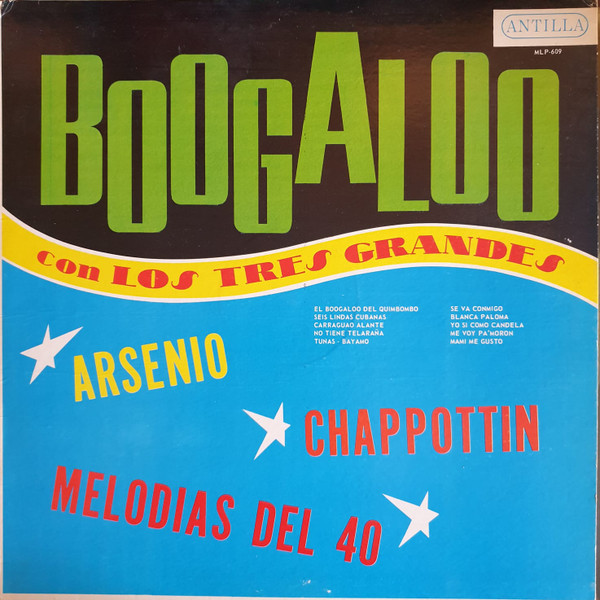 ANTILLA
MLP-609
BOOGALOO
con LOS TRES GRANDES
EL BOOGALOO DEL QUIMBOMBO
SEIS LINDAS CUBANAS
CARRAGUAO ALANTE
NO TIENE TELARAÑA
TUNAS - BAYAMO
SE VA CONMIGO
BLANCA PALOMA
YO SI COMO CANDELA
ME VOY PA'MORON
MAMI ME GUSTO
ARSENIO
CHAPPOTTIN
MELODIAS DEL 40